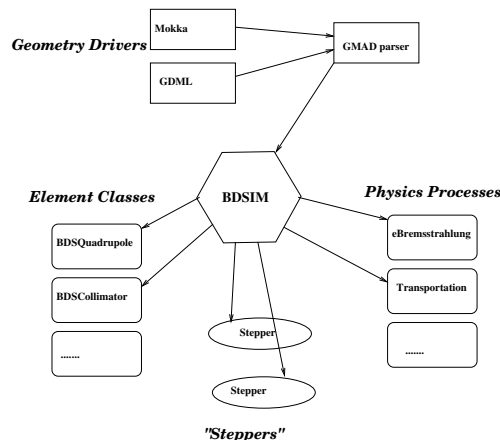 Geometry Drivers
Mokka
GDML
GMAD parser
BDSIM
Element Classes
BDSQuadrupole
BDSCollimator
.......
Physics Processes
eBremsstrahlung
Transportation
.......
Stepper
Stepper
"Steppers"